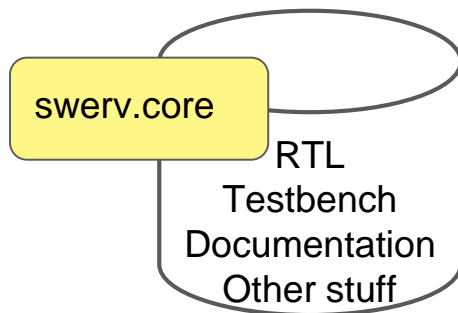 swerv.core
RTL
Testbench
Documentation
Other stuff